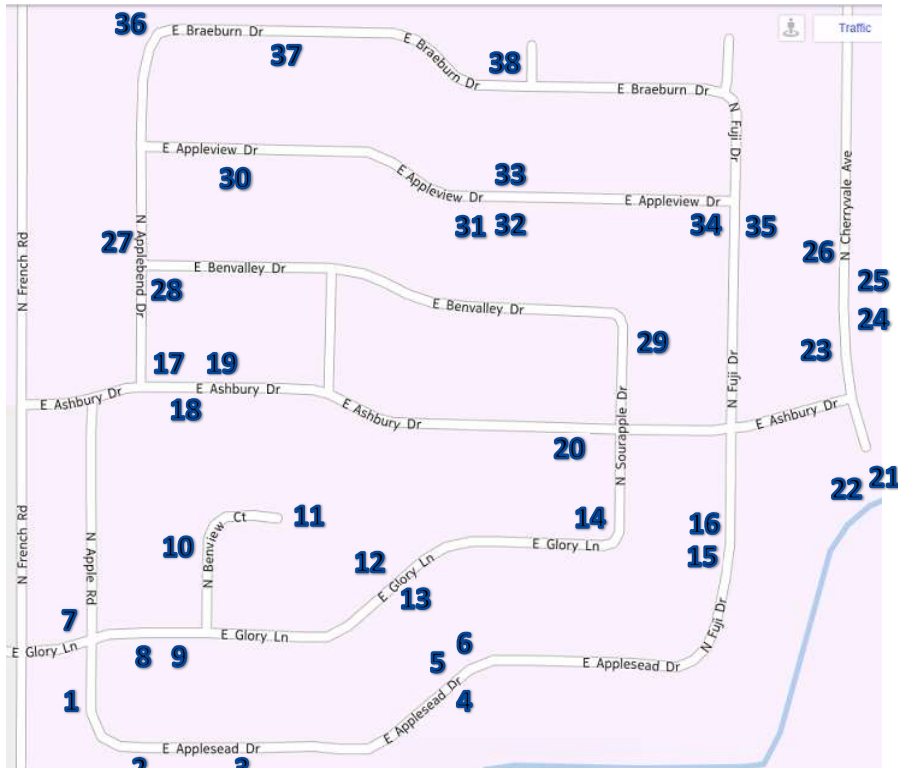 36
E Braeburn Dr
37
E Braeburn Dr
38
E Braeburn Dr
Traffic
N Fuji Dr
E Appleview Dr
30
E Appleview Dr
33
31 32
E Appleview Dr
34
35
N Cherryvale Ave
26
25
24
23
N French Rd
27
N Applebend Dr
E Benvalley Dr
28
E Benvalley Dr
29
17
19
E Ashbury Dr
E Ashbury Dr
18
E Ashbury Dr
20
N Sourapple Dr
N Fuji Dr
E Ashbury Dr
22
21
N French Rd
N Apple Rd
10
N Benview Ct
11
12
E Glory Ln
13
14
E Glory Ln
16
15
7
E Glory Ln
8 9
E Glory Ln
1
5
6
4
E Applesead Dr
E Applesead Dr
N Fuji Dr
E Applesead Dr
2
3